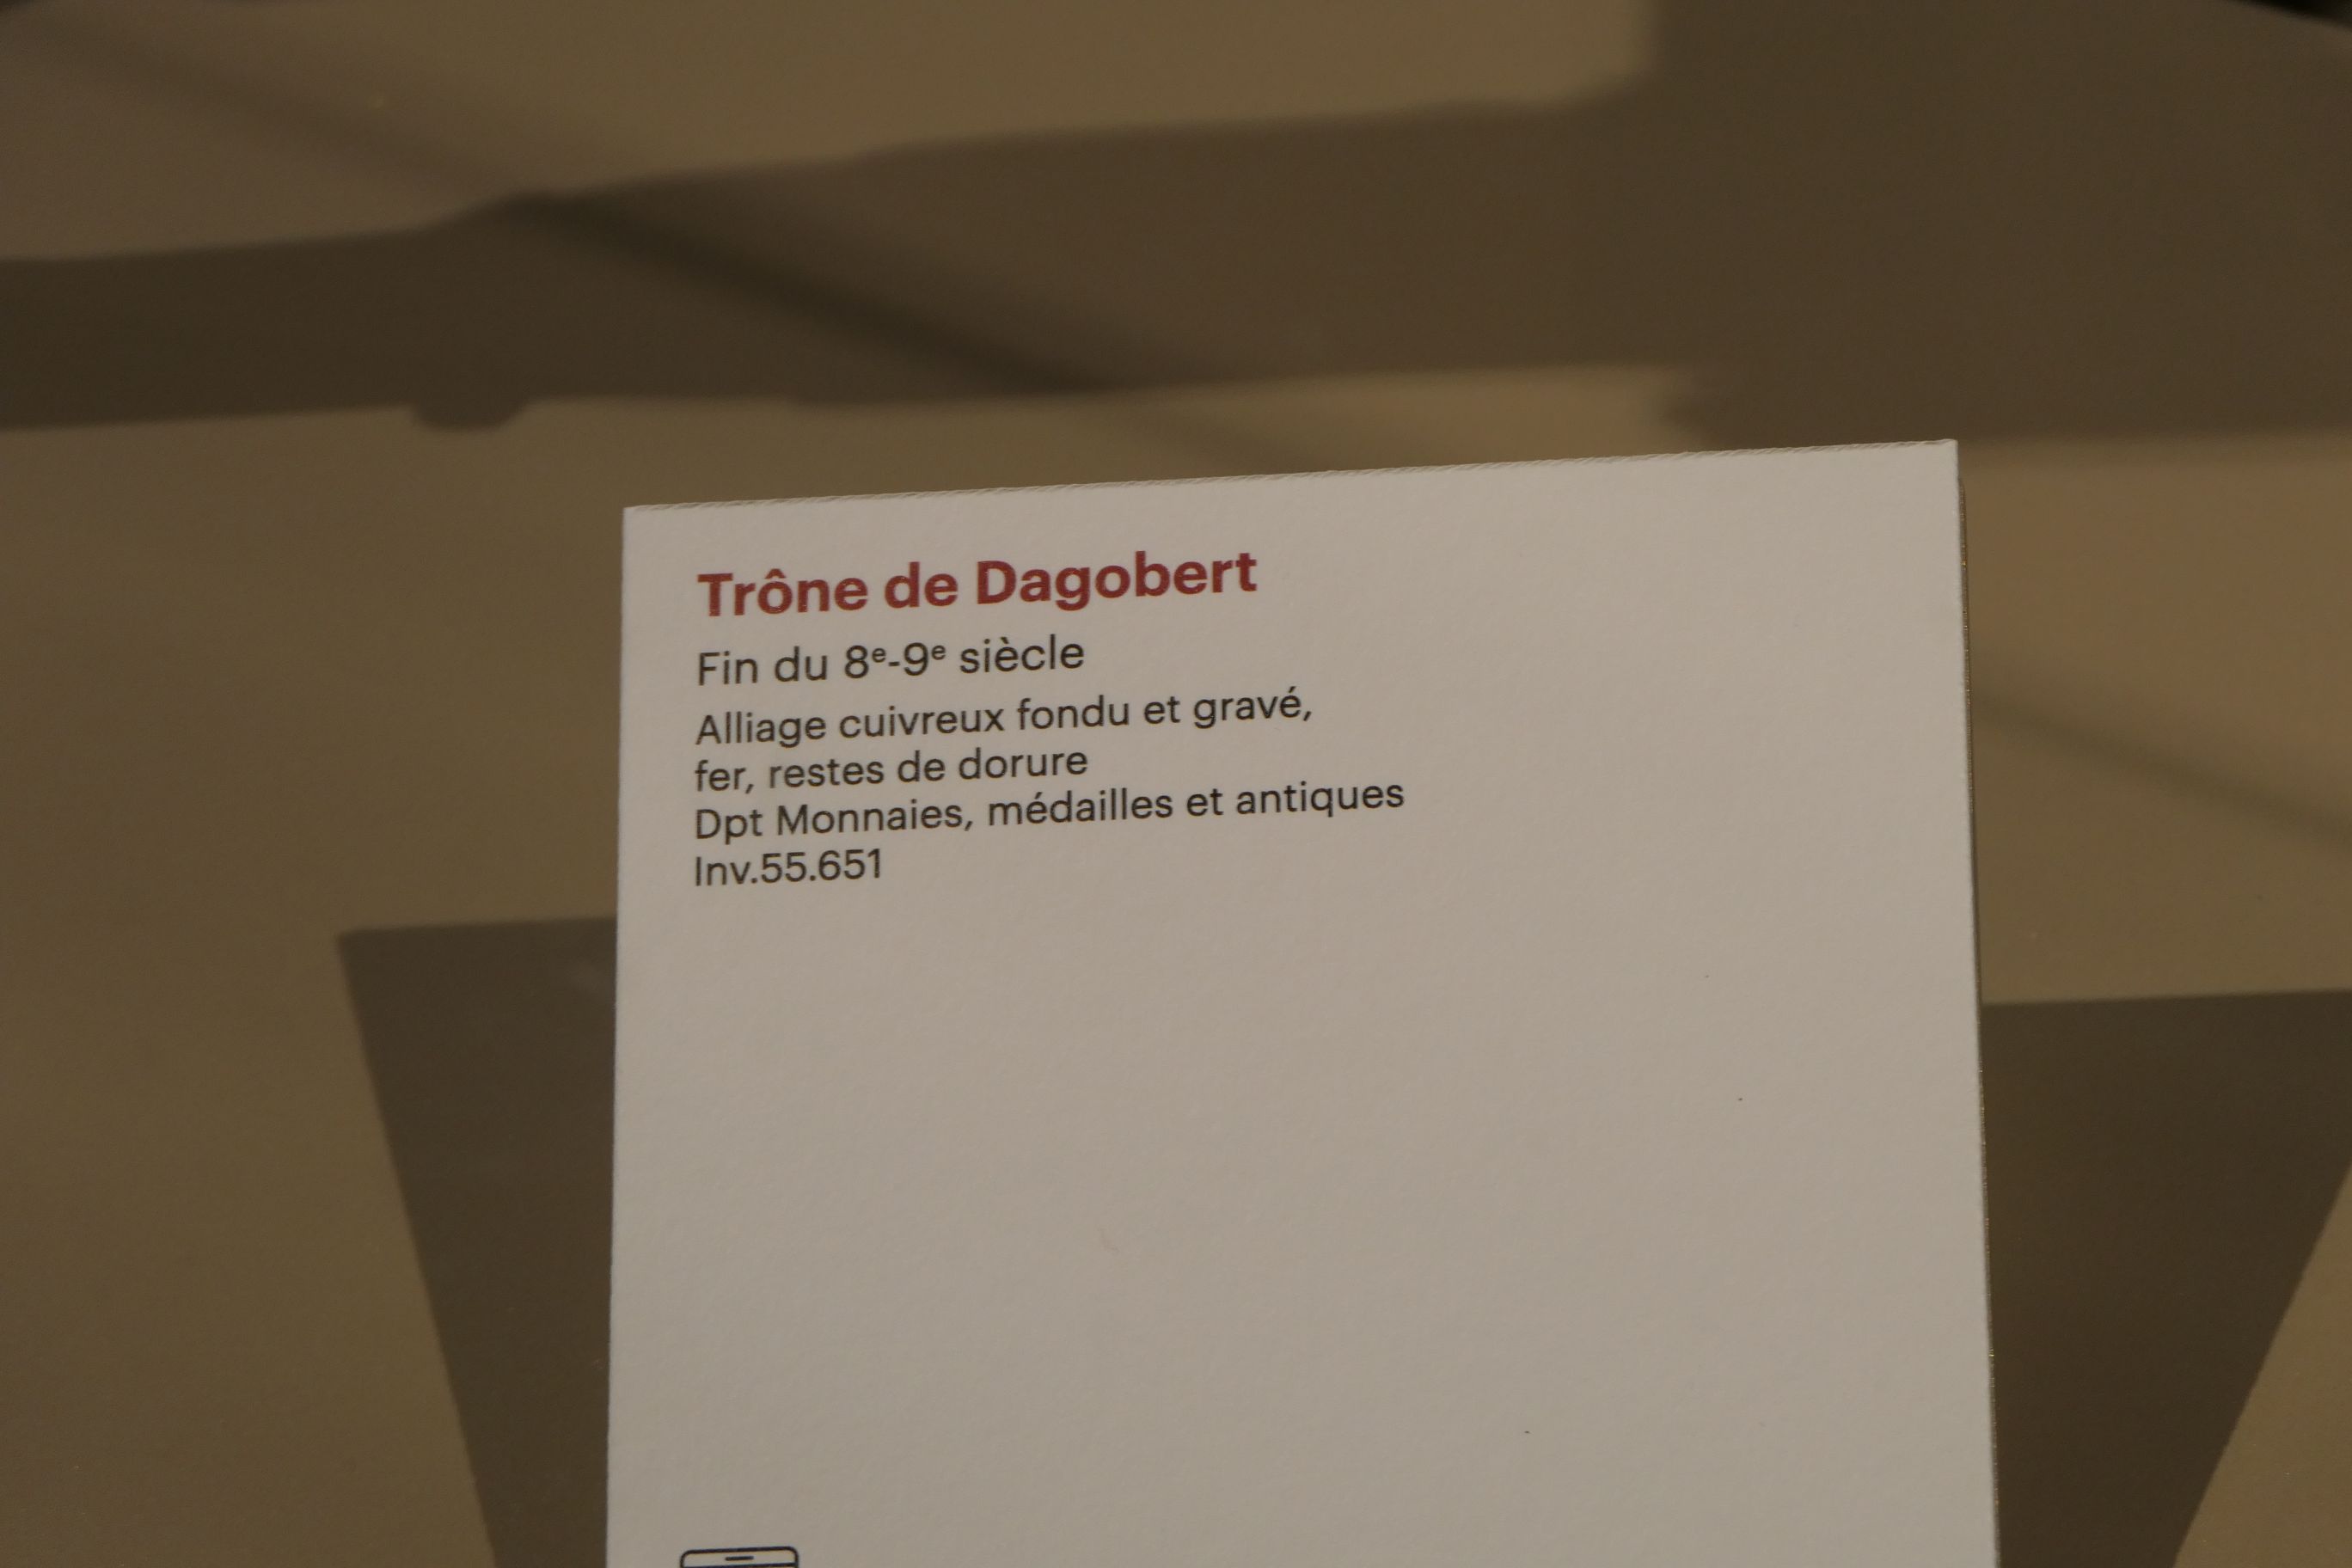 Trône de Dagobert
Fin du 8ᵉ-9ᵉ siècle
Alliage cuivreux fondu et gravé,
fer, restes de dorure
Dpt Monnaies, médailles et antiques
Inv.55.651